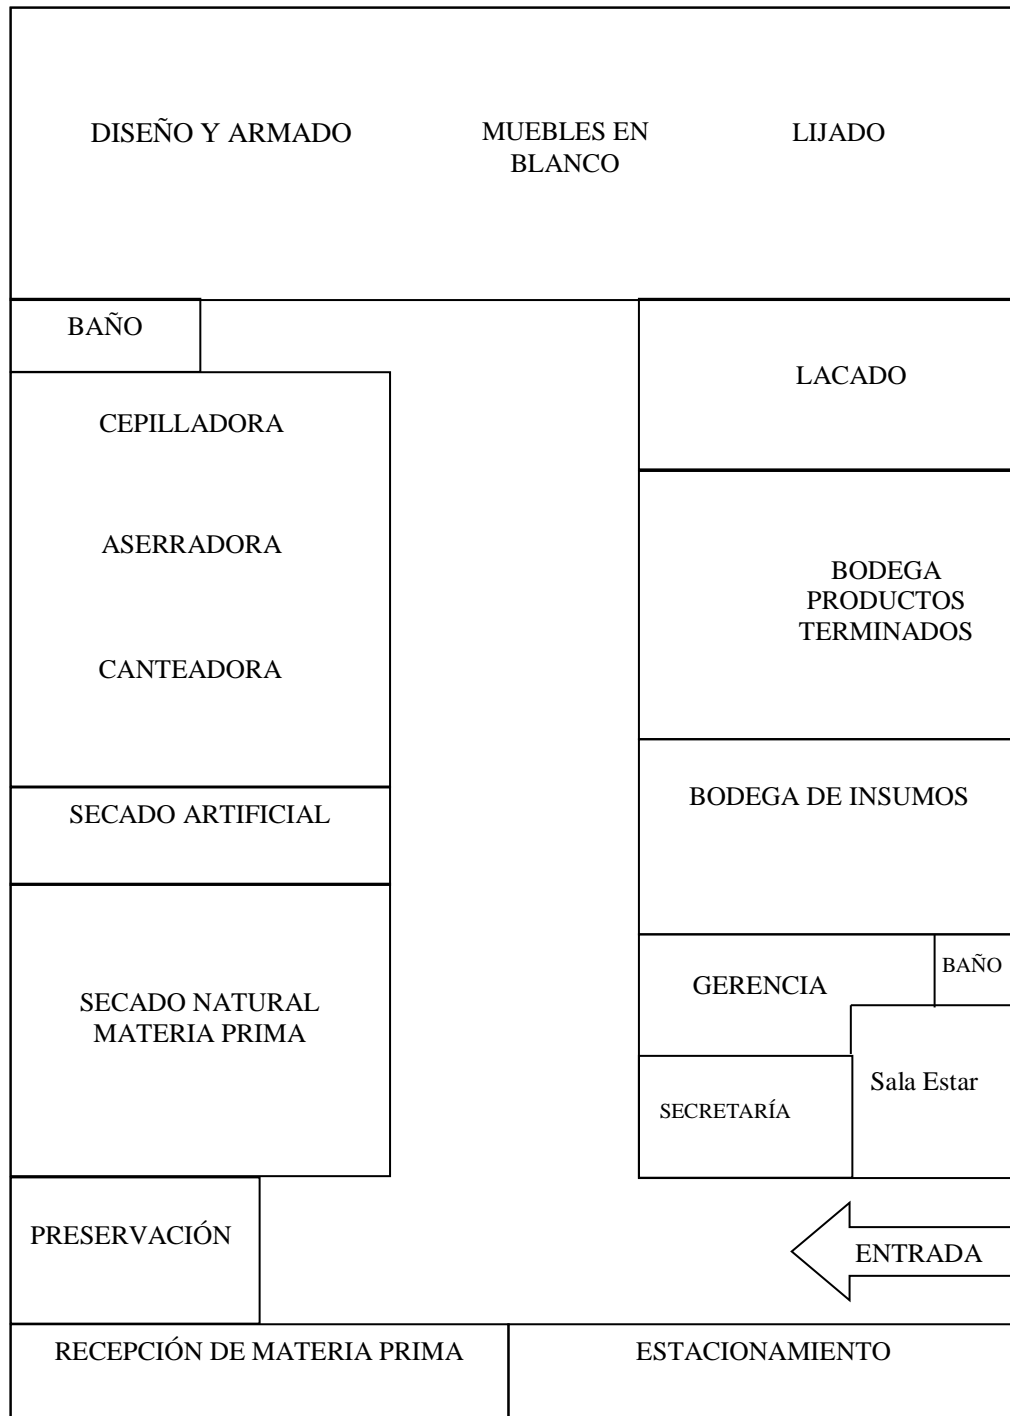 DISEÑO Y ARMADO
MUEBLES EN
BLANCO
LIJADO
BAÑO
LACADO
CEPILLADORA
ASERRADORA
CANTEADORA
BODEGA
PRODUCTOS
TERMINADOS
SECADO ARTIFICIAL
BODEGA DE INSUMOS
SECADO NATURAL
MATERIA PRIMA
GERENCIA
BAÑO
Sala Estar
SECRETARÍA
PRESERVACIÓN
ENTRADA
RECEPCIÓN DE MATERIA PRIMA
ESTACIONAMIENTO